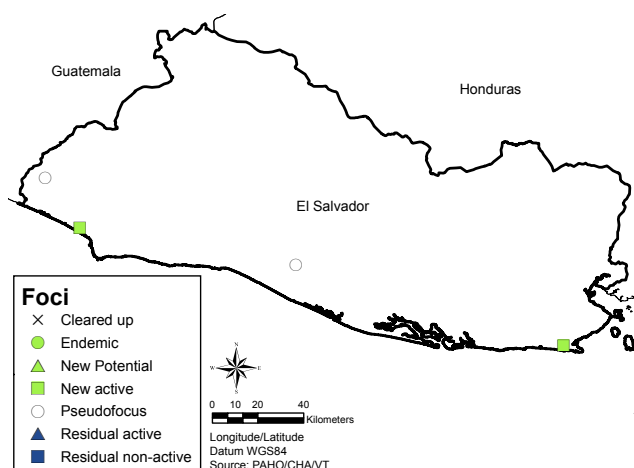 Guatemala
Honduras
El Salvador
Foci
Cleared up
Endemic
New Potential
New active
Pseudofocus
Residual active
Residual non-active
N
W E
S
0 10 20 40
Kilometers
Longitude/Latitude
Datum WGS84
Source: PAHO/CHA/VT